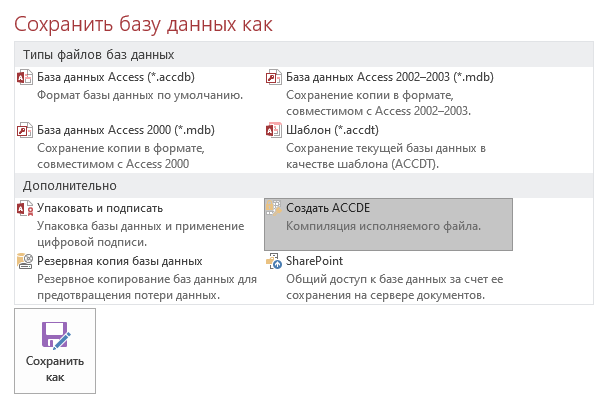 Сохранить базу данных как
Типы файлов баз данных
База данных Access (*.accdb)
Формат базы данных по умолчанию.
База данных Access 2002–2003 (*.mdb)
Сохранение копии в формате,
совместимом с Access 2002–2003.
База данных Access 2000 (*.mdb)
Сохранение копии в формате,
совместимом с Access 2000
Шаблон (*.accdt)
Сохранение текущей базы данных в
качестве шаблона (ACCDT).
Дополнительно
Упаковать и подписать
Упаковка базы данных и применение
цифровой подписи.
Создать ACCDE
Компиляция исполняемого файла.
Резервная копия базы данных
Резервное копирование баз данных для
предотвращения потери данных.
SharePoint
Общий доступ к базе данных за счет ее
сохранения на сервере документов.
Сохранить
как